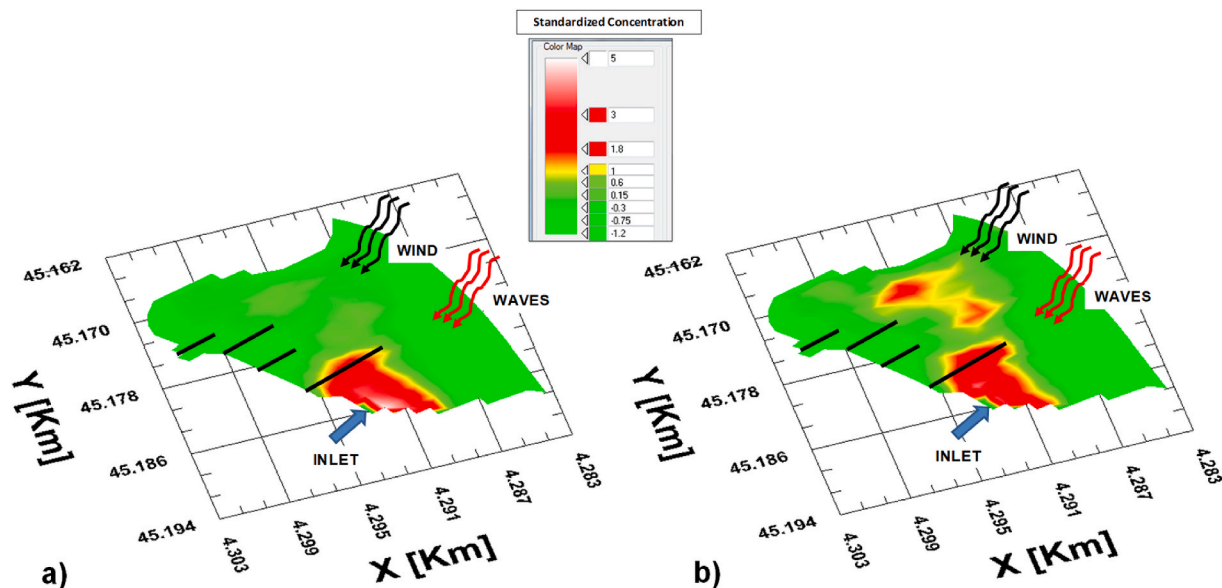 Standardized Concentration
Color Map
5
3
1.8
1
0.6
0.15
-0.3
-0.75
-1.2
WIND
WAVES
INLET
45.162
45.170
45.178
45.186
45.194
Y [Km]
4.303
4.299
4.295
4.291
4.287
4.283
X [Km]
a)
WIND
WAVES
INLET
45.162
45.170
45.178
45.186
45.194
Y [Km]
4.303
4.299
4.295
4.291
4.287
4.283
X [Km]
b)